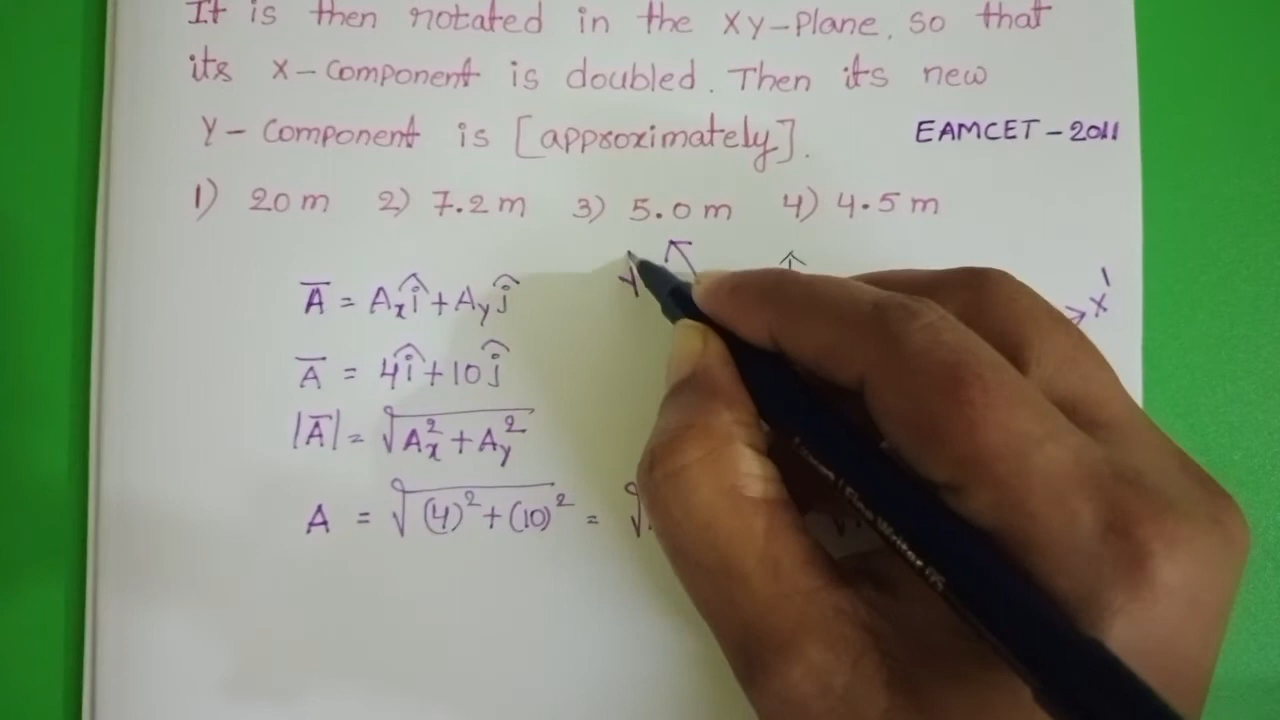 It is then rotated in the XY-Plane, so that
its X-Component is doubled. Then its new
Y-Component is [approximately]. EAMCET-2011
1) 20 m 2) 7.2 m 3) 5.0 m 4) 4.5 m
A̅ = Aₓî + Aᵧĵ
Y
X'
A̅ = 4î + 10ĵ
|A̅| = √(Aₓ² + Aᵧ²)
A = √((4)² + (10)²) = √